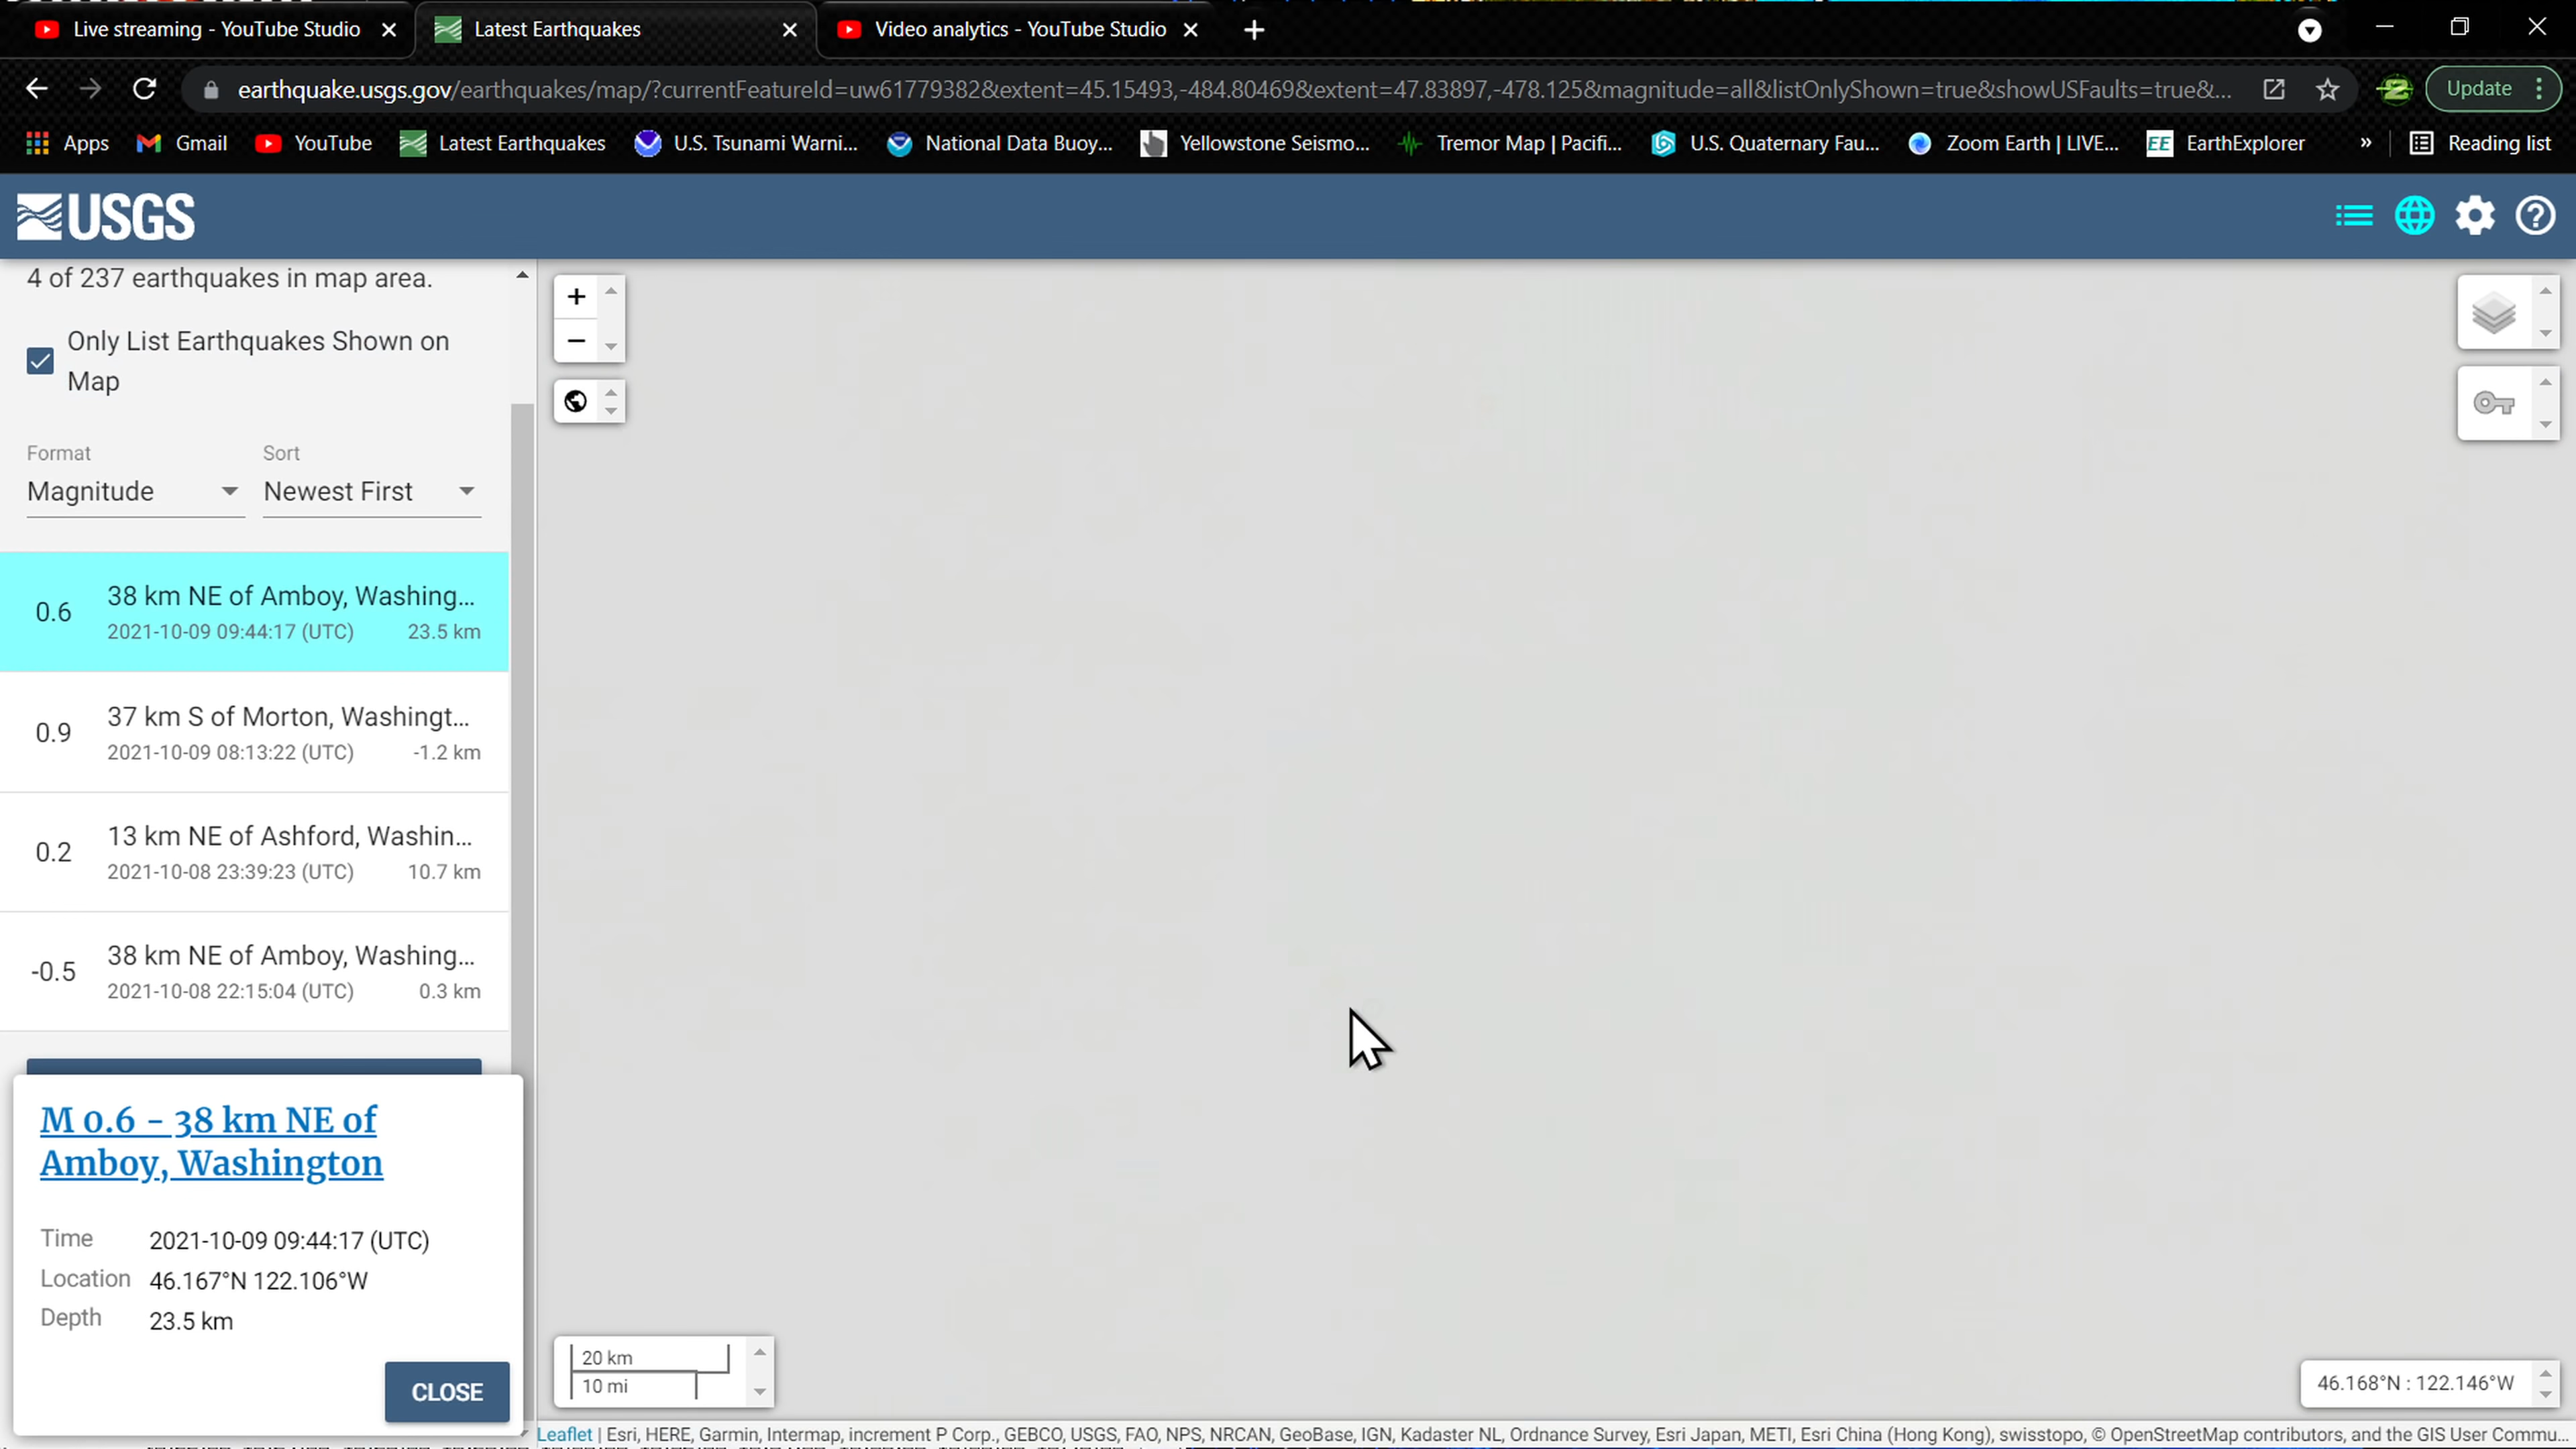 Live streaming - YouTube Studio
Latest Earthquakes
Video analytics - YouTube Studio
earthquake.usgs.gov/earthquakes/map/?currentFeatureId=uw61779382&extent=45.15493,-484.80469&extent=47.83897,-478.125&magnitude=all&listOnlyShown=true&showUSFaults=true&...
Update
Apps
Gmail
YouTube
Latest Earthquakes
U.S. Tsunami Warni...
National Data Buoy...
Yellowstone Seismo...
Tremor Map | Pacifi...
U.S. Quaternary Fau...
Zoom Earth | LIVE...
EE EarthExplorer
»
Reading list
USGS
4 of 237 earthquakes in map area.
Only List Earthquakes Shown on
Map
Format
Sort
Magnitude
Newest First
0.6
38 km NE of Amboy, Washing...
2021-10-09 09:44:17 (UTC) 23.5 km
0.9
37 km S of Morton, Washingt...
2021-10-09 08:13:22 (UTC) -1.2 km
0.2
13 km NE of Ashford, Washin...
2021-10-08 23:39:23 (UTC) 10.7 km
-0.5
38 km NE of Amboy, Washing...
2021-10-08 22:15:04 (UTC) 0.3 km
M 0.6 - 38 km NE of
Amboy, Washington
Time 2021-10-09 09:44:17 (UTC)
Location 46.167°N 122.106°W
Depth 23.5 km
CLOSE
+
−
20 km
10 mi
46.168°N : 122.146°W
Leaflet | Esri, HERE, Garmin, Intermap, increment P Corp., GEBCO, USGS, FAO, NPS, NRCAN, GeoBase, IGN, Kadaster NL, Ordnance Survey, Esri Japan, METI, Esri China (Hong Kong), swisstopo, © OpenStreetMap contributors, and the GIS User Commu...